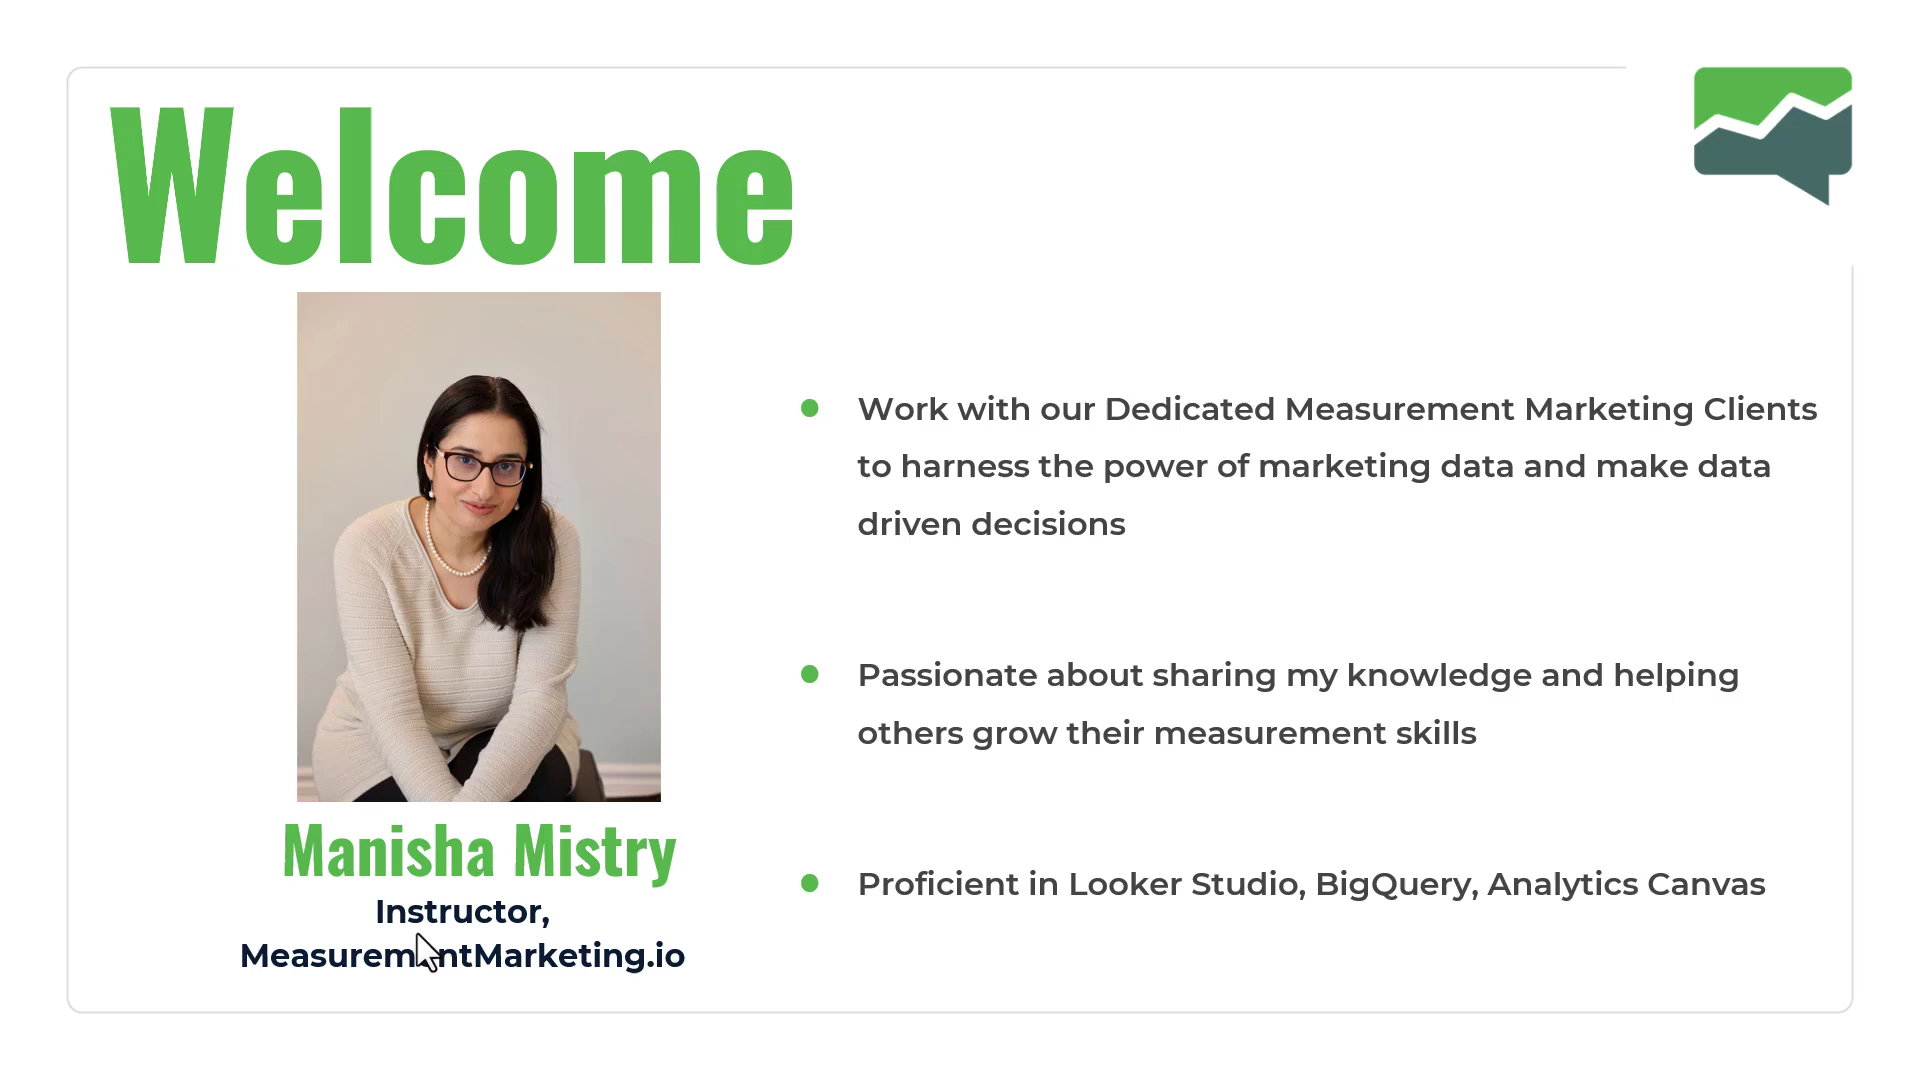 Welcome
Work with our Dedicated Measurement Marketing Clients
to harness the power of marketing data and make data
driven decisions
Passionate about sharing my knowledge and helping
others grow their measurement skills
Proficient in Looker Studio, BigQuery, Analytics Canvas
Manisha Mistry
Instructor,
MeasurementMarketing.io